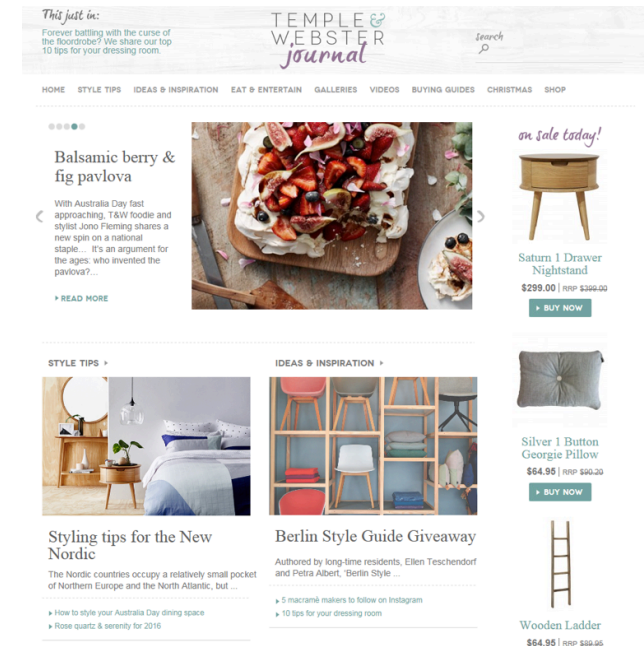 This just in:
Forever battling with the curse of
the floordrobe? We share our top
10 tips for your dressing room.
TEMPLE &
WEBSTER
journal
search
HOME STYLE TIPS IDEAS & INSPIRATION EAT & ENTERTAIN GALLERIES VIDEOS BUYING GUIDES CHRISTMAS SHOP
Balsamic berry &
fig pavlova
With Australia Day fast
approaching, T&W foodie and
stylist Jono Fleming shares a
new spin on a national
staple... It's an argument for
the ages: who invented the
pavlova?...
READ MORE
on sale today!
Saturn 1 Drawer
Nightstand
$299.00 | RRP $399.00
BUY NOW
STYLE TIPS
IDEAS & INSPIRATION
Styling tips for the New
Nordic
The Nordic countries occupy a relatively small pocket
of Northern Europe and the North Atlantic, but ...
How to style your Australia Day dining space
Rose quartz & serenity for 2016
Berlin Style Guide Giveaway
Authored by long-time residents, Ellen Teschendorf
and Petra Albert, 'Berlin Style ...
5 macramé makers to follow on Instagram
10 tips for your dressing room
Silver 1 Button
Georgie Pillow
$64.95 | RRP $90.20
BUY NOW
Wooden Ladder
$64.95 | RRP $89.95